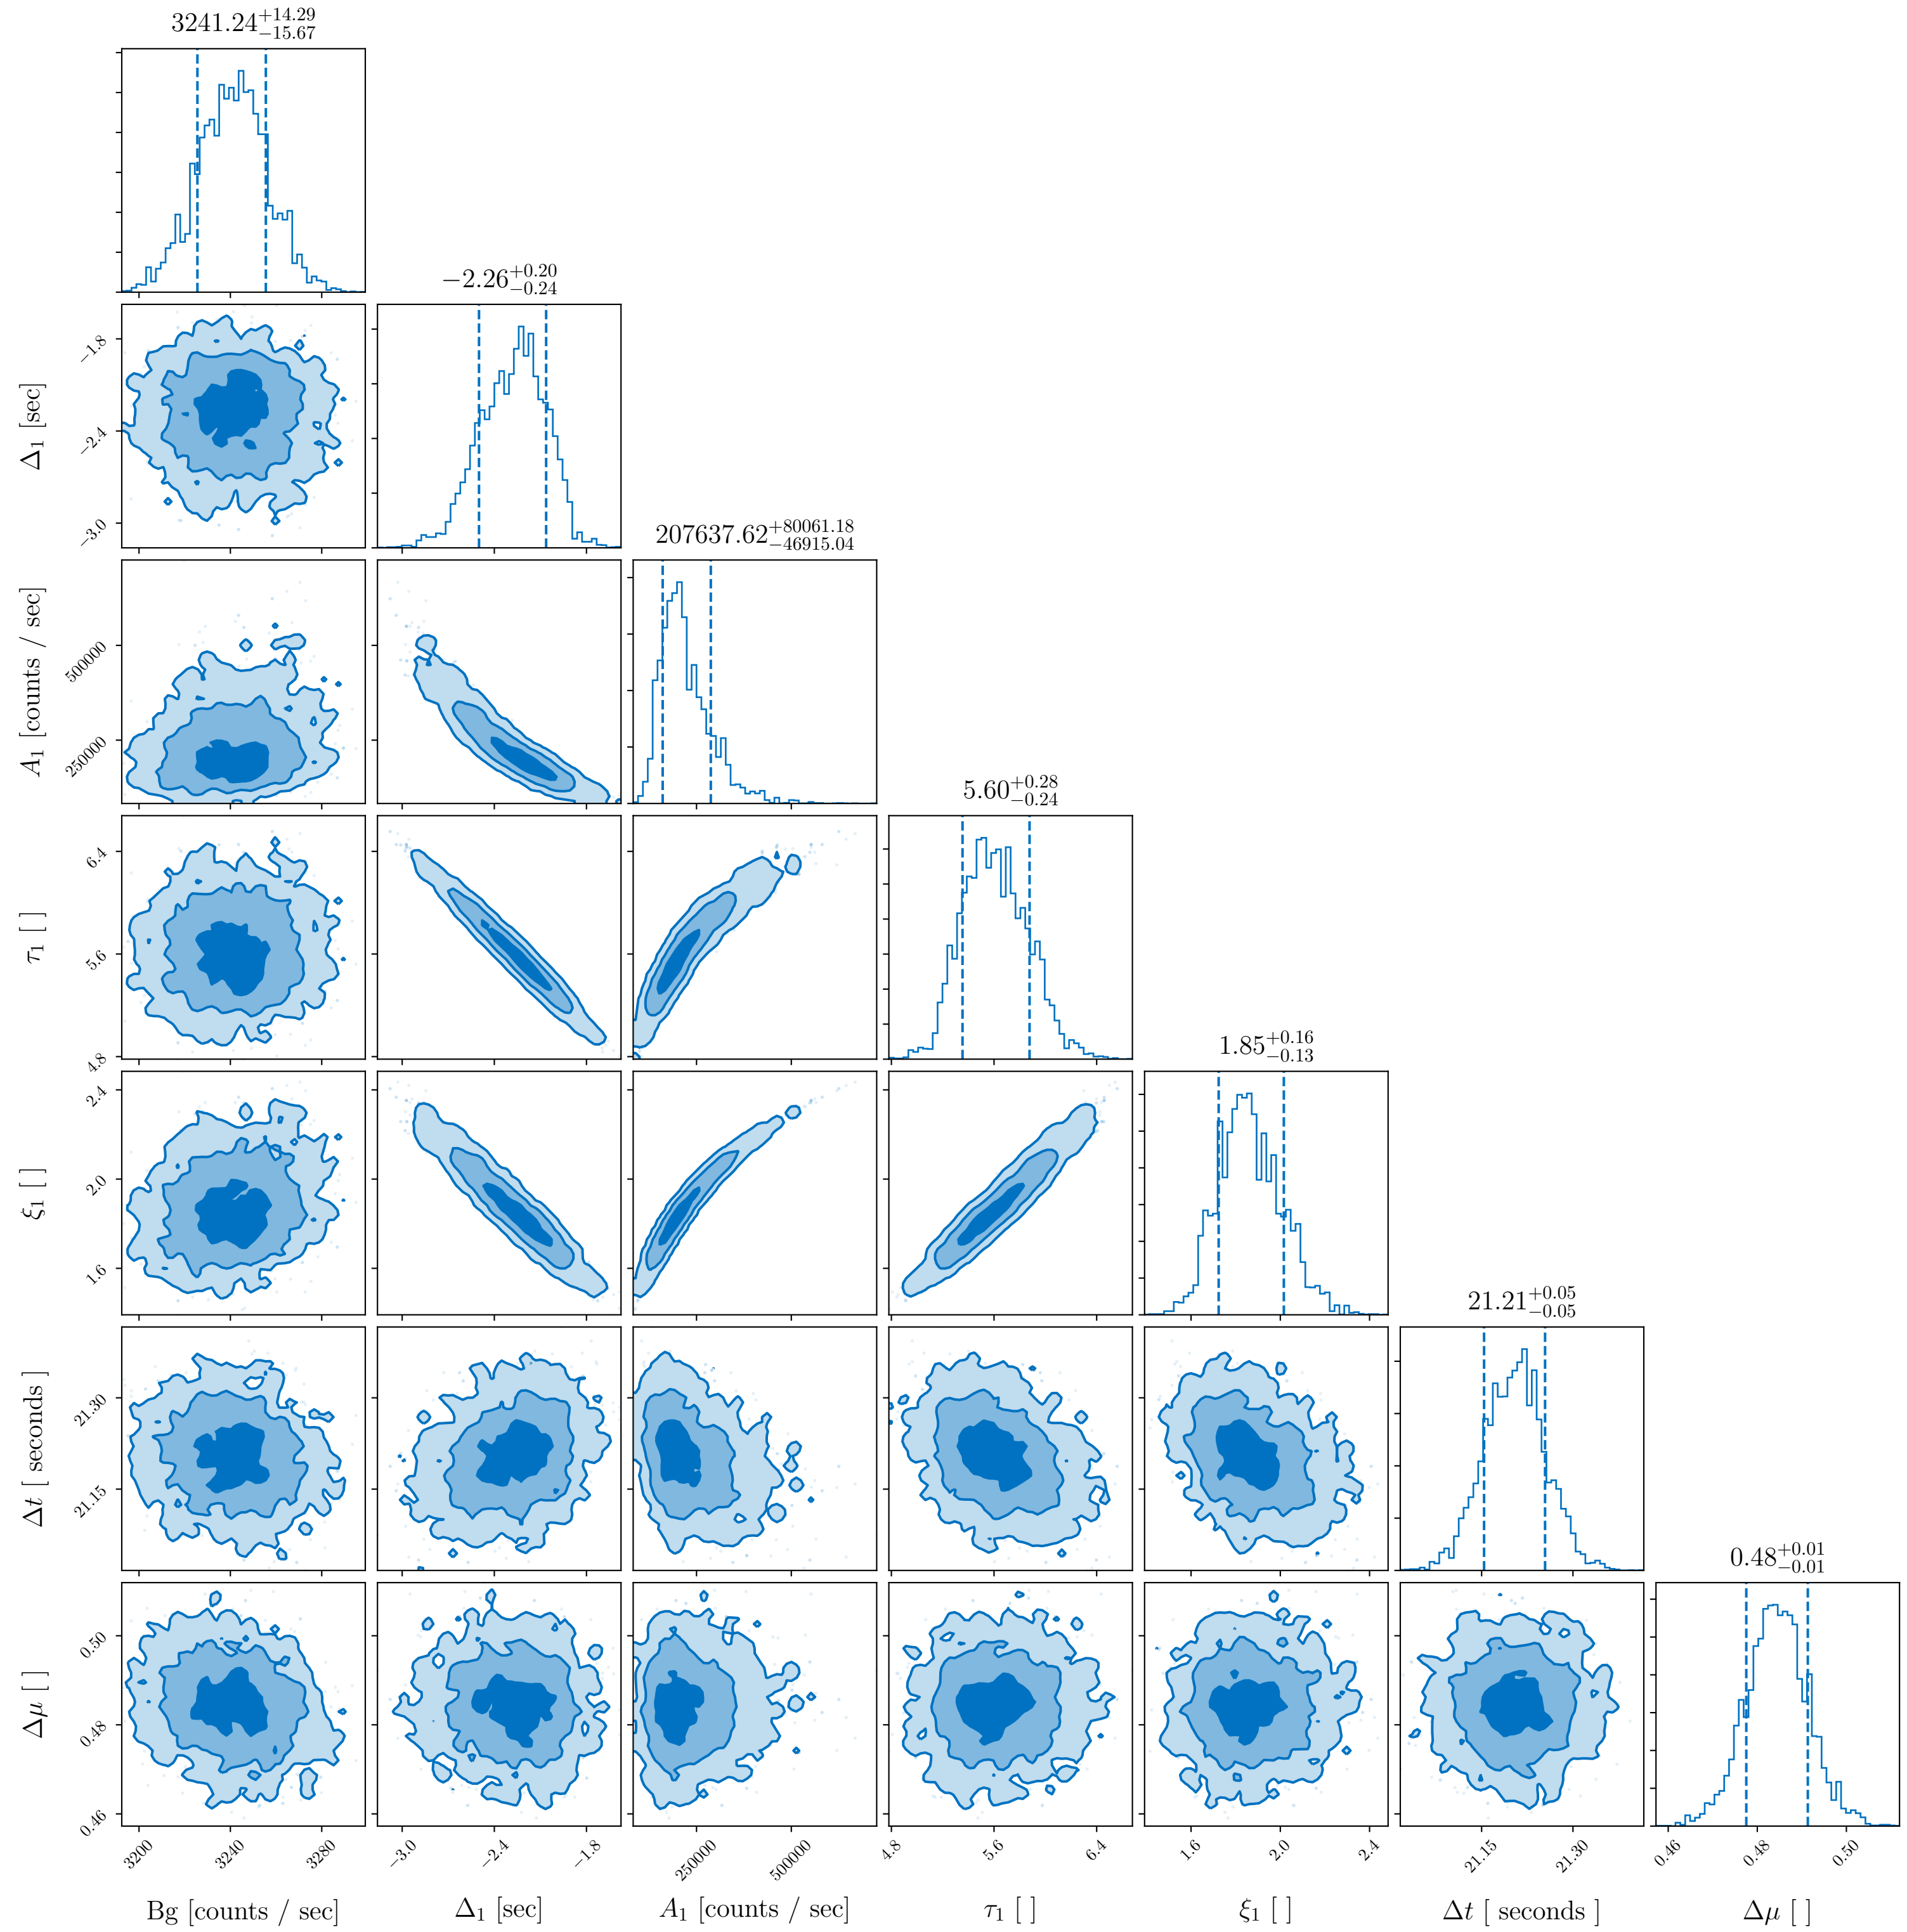 3241.24^{+14.29}_{-15.67}
−2.26^{+0.20}_{-0.24}
Δ₁ [sec]
−1.8
−2.4
−3.0
207637.62^{+80061.18}_{-46915.04}
A₁ [counts / sec]
500000
250000
5.60^{+0.28}_{-0.24}
τ₁ [ ]
6.4
5.6
4.8
1.85^{+0.16}_{-0.13}
ξ₁ [ ]
2.4
2.0
1.6
21.21^{+0.05}_{-0.05}
Δt [ seconds ]
21.30
21.15
0.48^{+0.01}_{-0.01}
Δμ [ ]
0.50
0.48
0.46
3200 3240 3280 −3.0 −2.4 −1.8 250000 500000 4.8 5.6 6.4 1.6 2.0 2.4 21.15 21.30 0.46 0.48 0.50
Bg [counts / sec] Δ₁ [sec] A₁ [counts / sec] τ₁ [ ] ξ₁ [ ] Δt [ seconds ] Δμ [ ]